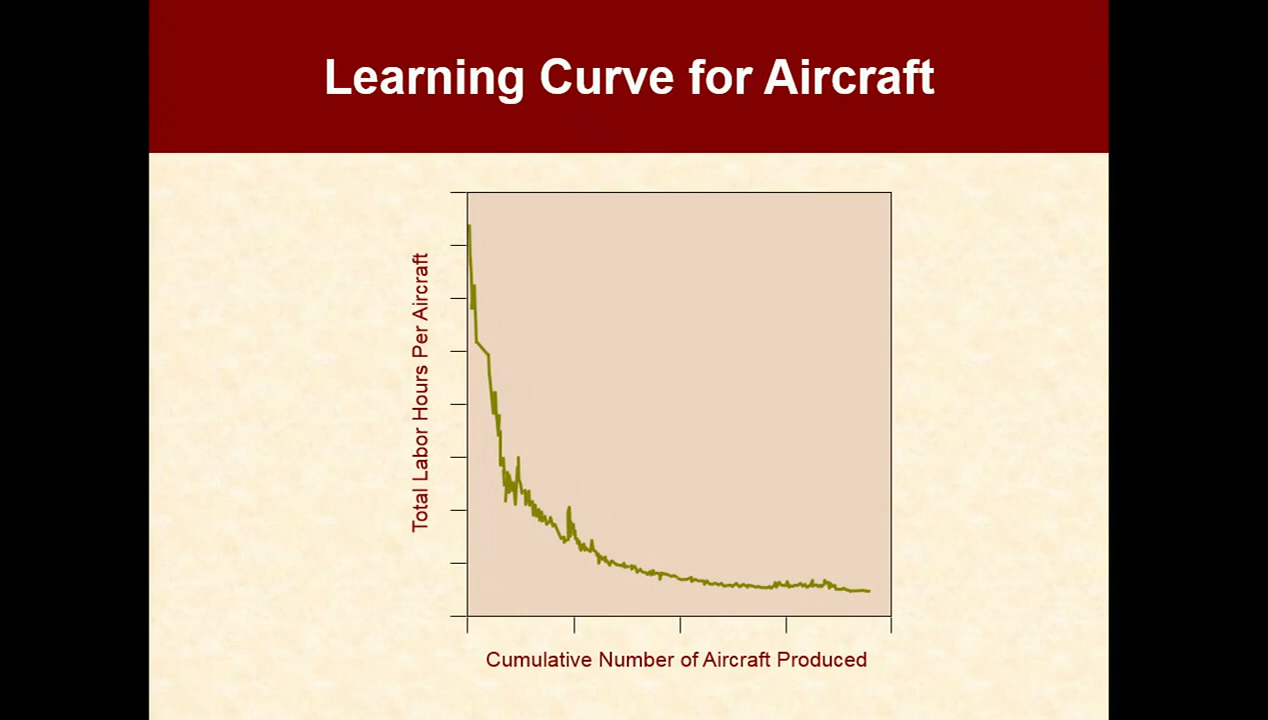 Learning Curve for Aircraft
Total Labor Hours Per Aircraft
Cumulative Number of Aircraft Produced